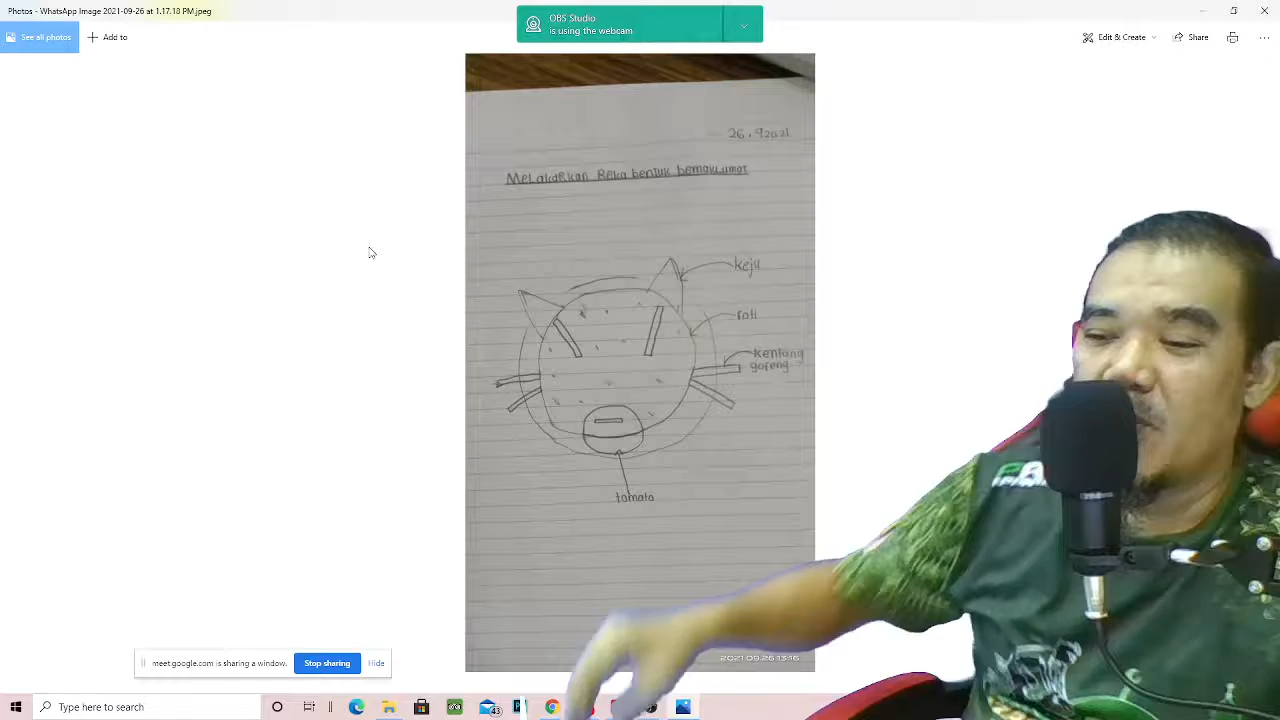 Photos - WhatsApp Image 2021-09-26 at 1.17.18 PM.jpeg
OBS Studio
is using the webcam
See all photos
Add to
Edit & Create
Share
26.9 2021
MeLakaRkan Reka bentuk bemaklumat
keju
roti
kentang
goreng
tomato
2021.09.26 13:16
meet.google.com is sharing a window.
Stop sharing
Hide
Type here to search